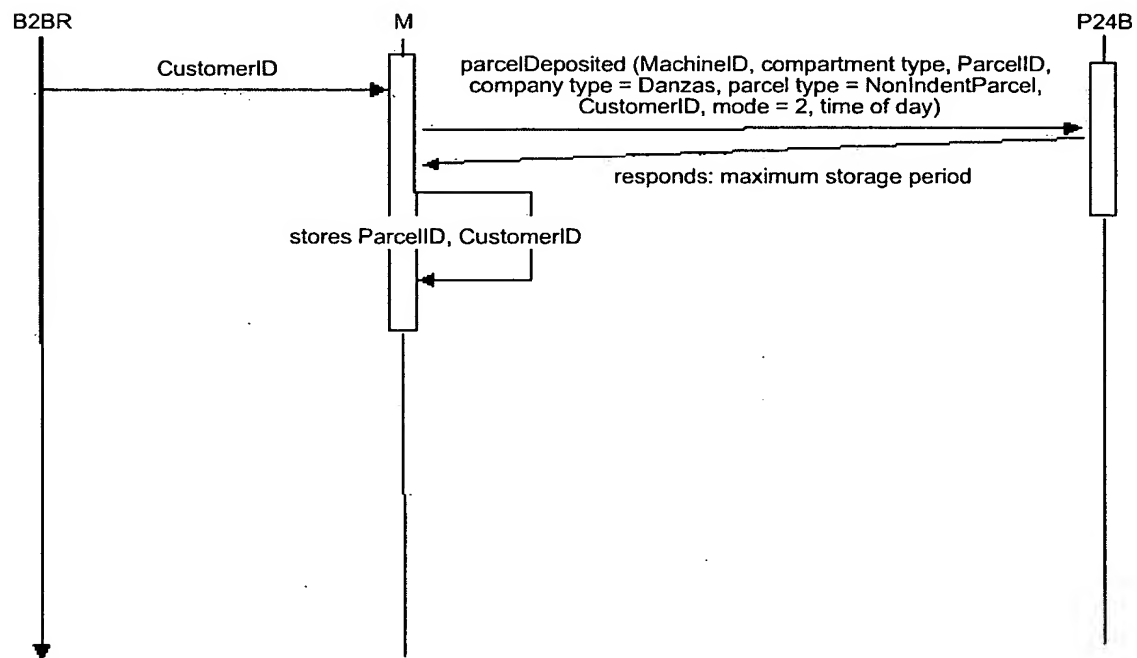 B2BR
M
P24B
CustomerID
parcelDeposited (MachineID, compartment type, ParcelID,
company type = Danzas, parcel type = NonIndentParcel,
CustomerID, mode = 2, time of day)
responds: maximum storage period
stores ParcelID, CustomerID